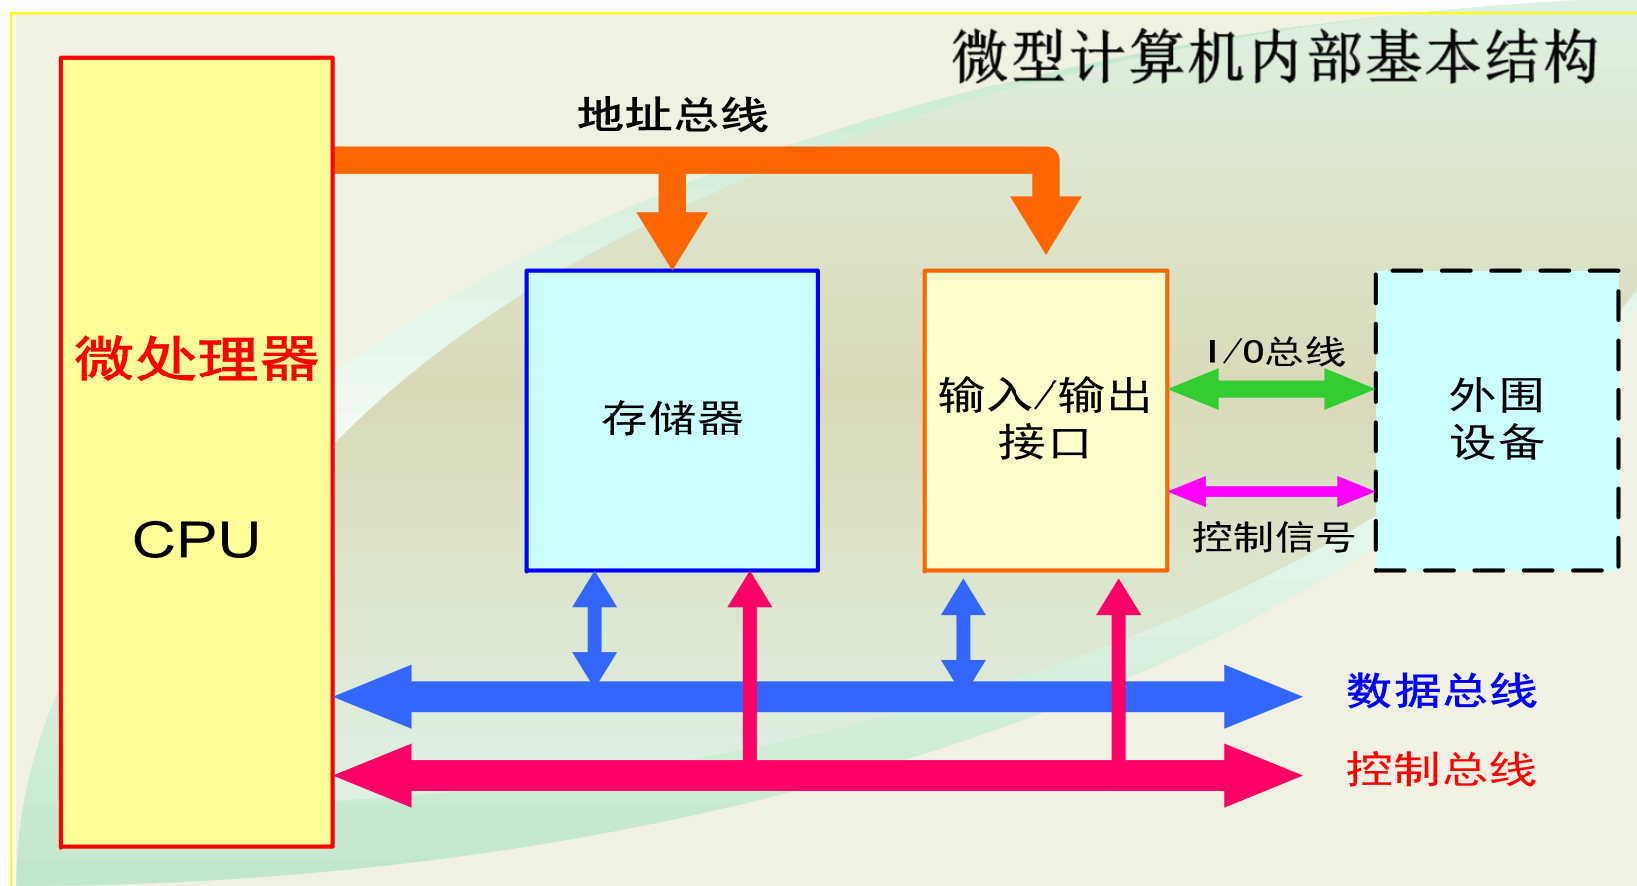 微型计算机内部基本结构
地址总线
微处理器
CPU
存储器
输入/输出
接口
I/O总线
控制信号
外围
设备
数据总线
控制总线